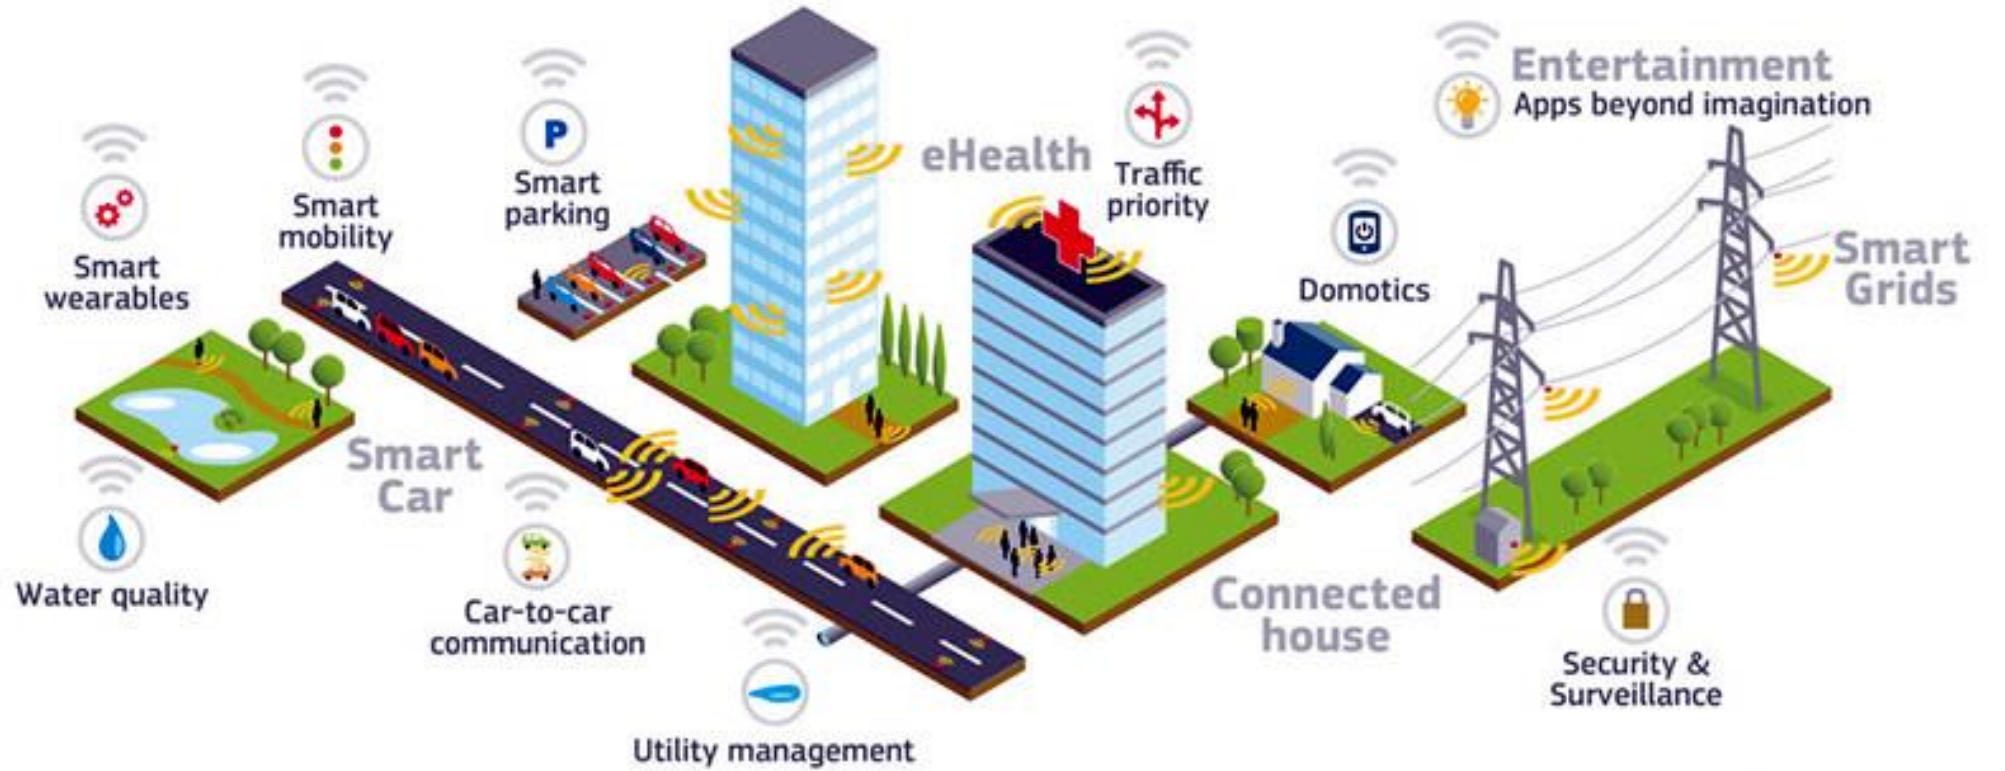 Entertainment
Apps beyond imagination
eHealth
Traffic
priority
Smart
parking
P
Smart
mobility
Smart
wearables
Domotics
Smart
Grids
Smart
Car
Water quality
Car-to-car
communication
Connected
house
Security &
Surveillance
Utility management